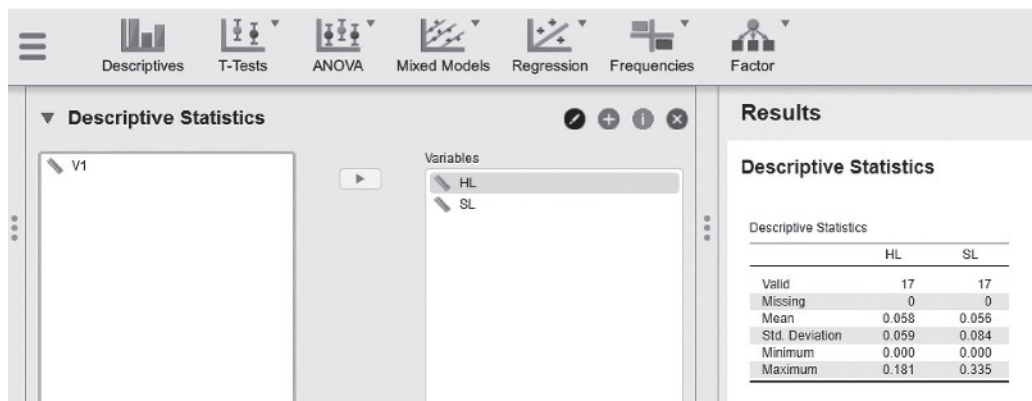 Descriptives T-Tests ANOVA Mixed Models Regression Frequencies Factor
Descriptive Statistics
V1
Variables
HL
SL
Results
Descriptive Statistics
Descriptive Statistics
HL SL
Valid 17 17
Missing 0 0
Mean 0.058 0.056
Std. Deviation 0.059 0.084
Minimum 0.000 0.000
Maximum 0.181 0.335